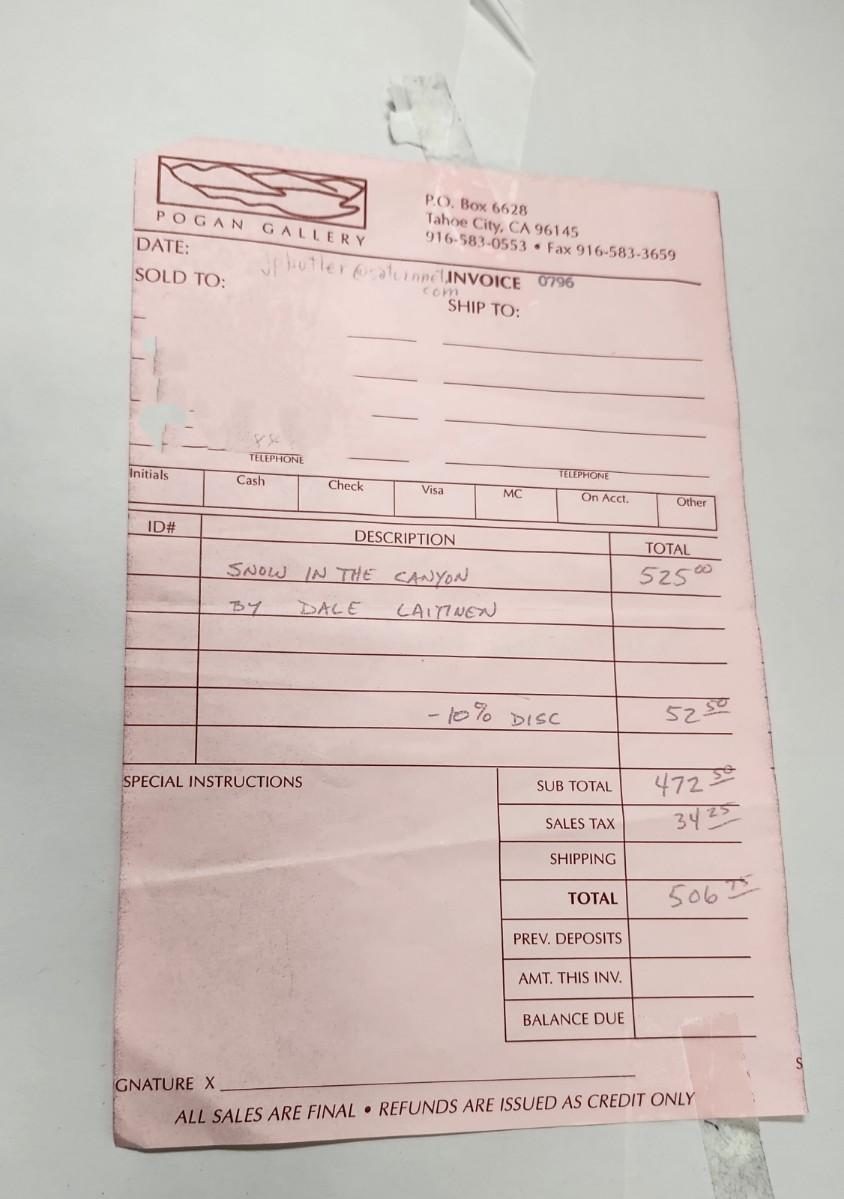 POGAN GALLERY
P.O. Box 6628
Tahoe City, CA 96145
916-583-0553 • Fax 916-583-3659
DATE:
INVOICE 0796
SOLD TO:
com
SHIP TO:
TELEPHONE
TELEPHONE
Initials Cash Check Visa MC On Acct. Other
ID# DESCRIPTION TOTAL
SNOW IN THE CANYON 525 00
BY DALE LAITINEN
-10% DISC 52 50
SPECIAL INSTRUCTIONS
SUB TOTAL 472 50
SALES TAX 34 25
SHIPPING
TOTAL 506 75
PREV. DEPOSITS
AMT. THIS INV.
BALANCE DUE
GNATURE X
S
ALL SALES ARE FINAL • REFUNDS ARE ISSUED AS CREDIT ONLY